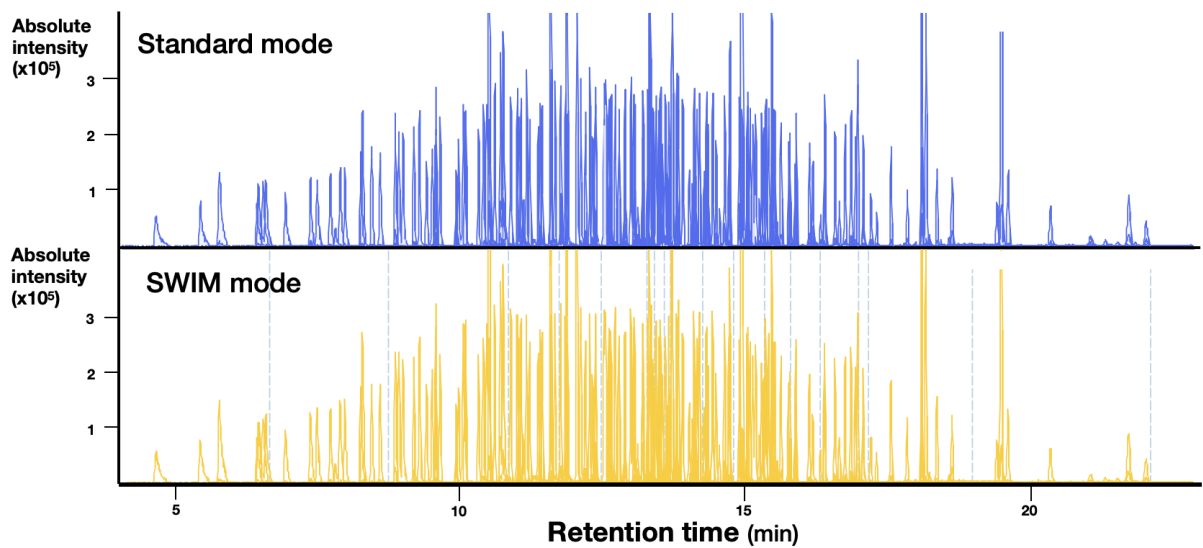 Absolute
intensity
(x10⁵)
Standard mode
3
2
1
Absolute
intensity
(x10⁵)
SWIM mode
3
2
1
5
10
15
20
Retention time (min)